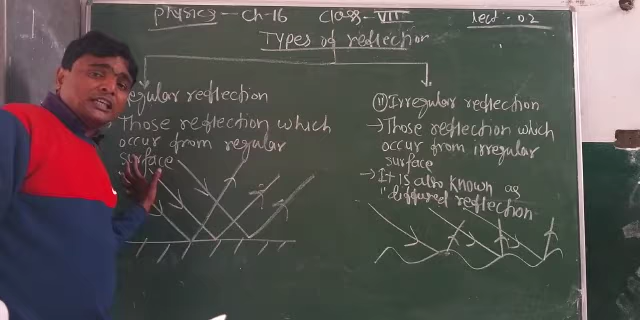 Physics - Ch-16 Class - VIII Lect - 02
Types of reflection
egular reflection
Those reflection which
occur from regular
surface.
(II) Irregular reflection
→ Those reflection which
occur from irregular
surface
→ It is also known as
"diffused reflection